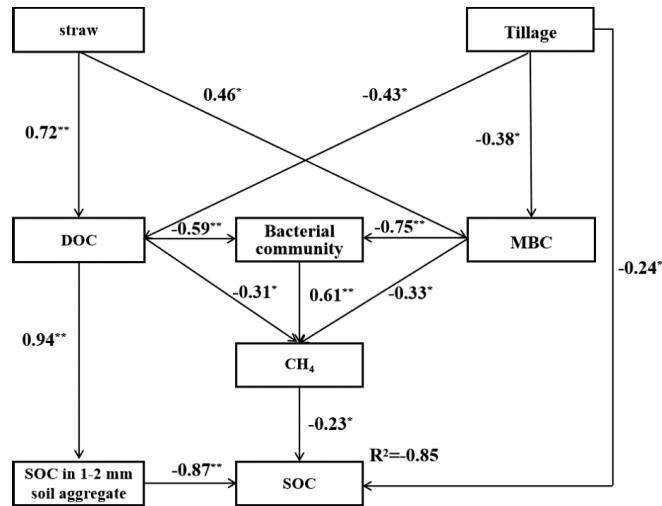 straw
Tillage
0.46*
-0.43*
0.72**
-0.38*
DOC
-0.59**
Bacterial
community
-0.75**
MBC
-0.24*
-0.31*
0.61**
-0.33*
0.94**
CH₄
-0.23*
R²=-0.85
SOC in 1-2 mm
soil aggregate
-0.87**
SOC